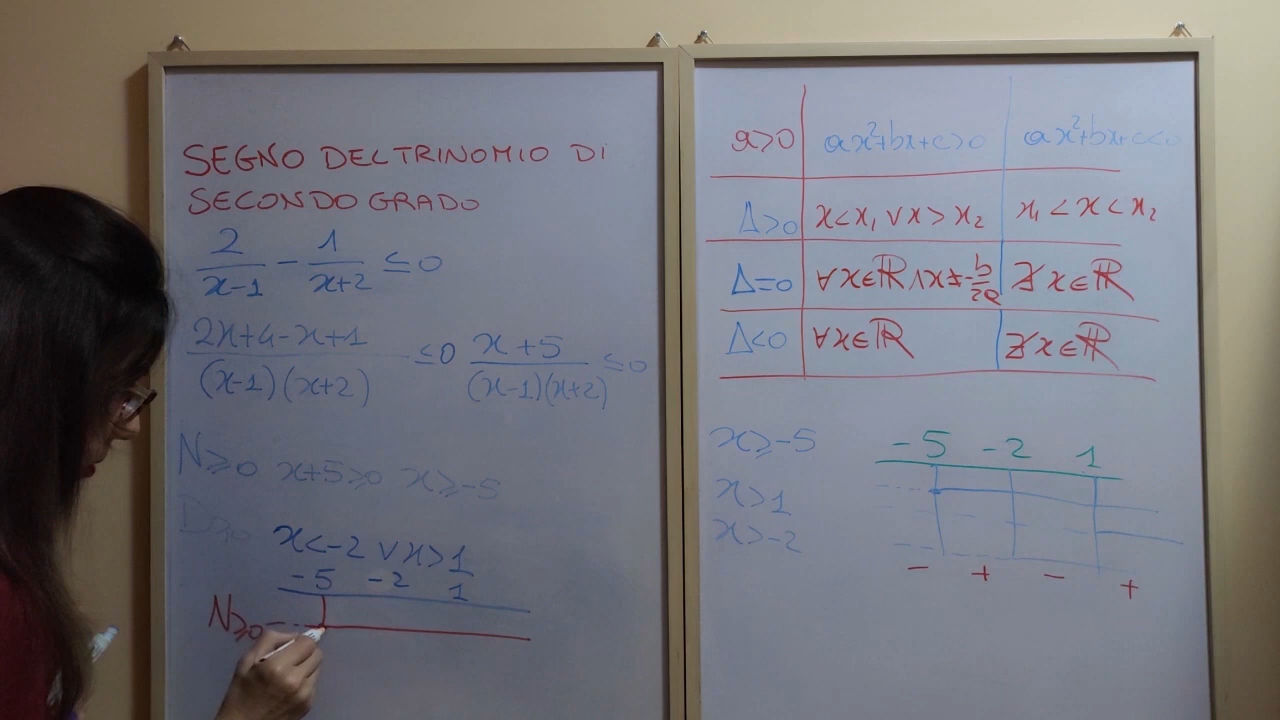 SEGNO DEL TRINOMIO DI
SECONDO GRADO
2/(x-1) - 1/(x+2) ≤0
(2x+4-x+1)/((x-1)(x+2)) ≤0 (x+5)/((x-1)(x+2)) ≤0
N≥0 x+5≥0 x≥-5
D>0
x<-2 ∨ x>1
-5 -2 1
N≥0
a>0 ax²+bx+c>0 ax²+bx+c<0
Δ>0 x<x₁ ∨ x>x₂ x₁<x<x₂
Δ=0 ∀x∈ℝ ∧ x≠-b/2a ∄x∈ℝ
Δ<0 ∀x∈ℝ ∄x∈ℝ
x≥-5
x>1
x>-2
-5 -2 1
- + - +